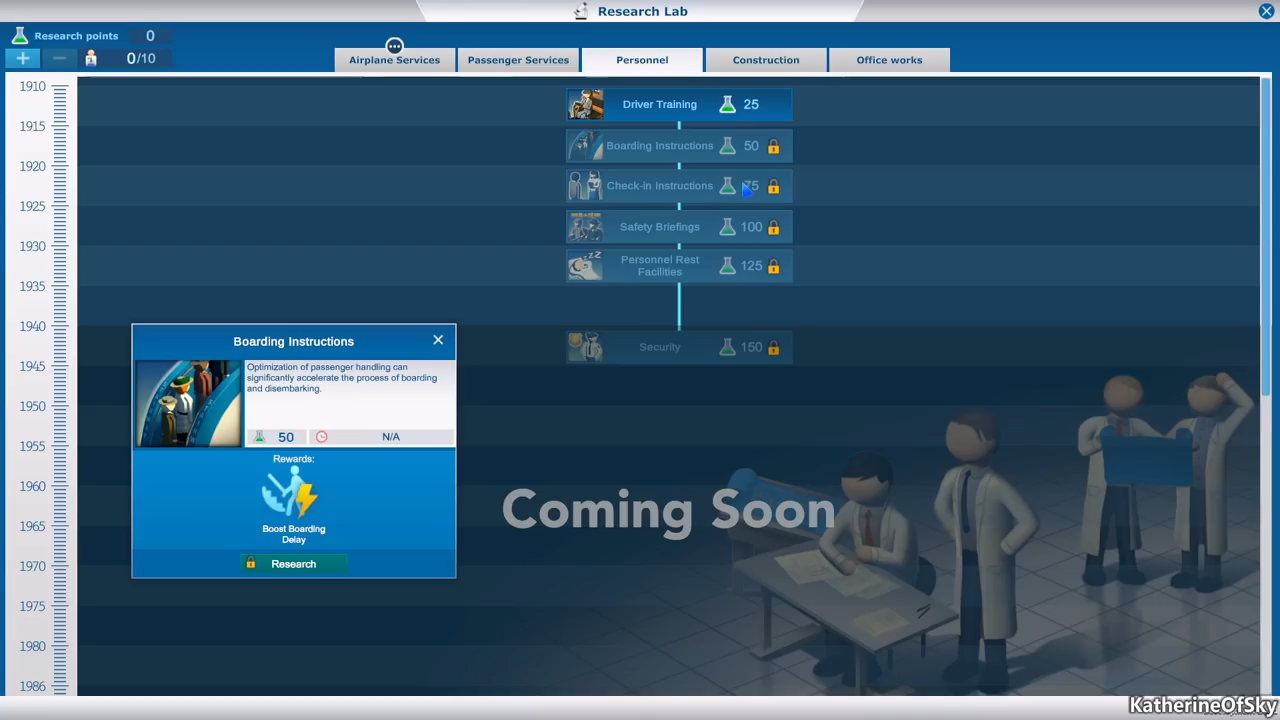 Research Lab
Research points 0
0/10
Airplane Services
Passenger Services
Personnel
Construction
Office works
1910
1915
1920
1925
1930
1935
1940
1945
1950
1955
1960
1965
1970
1975
1980
1986
Driver Training 25
Boarding Instructions 50
Check-in Instructions 75
Safety Briefings 100
Personnel Rest
Facilities 125
Security 150
Boarding Instructions
Optimization of passenger handling can
significantly accelerate the process of boarding
and disembarking.
50 N/A
Rewards:
Boost Boarding
Delay
Research
Coming Soon
KatherineOfSky